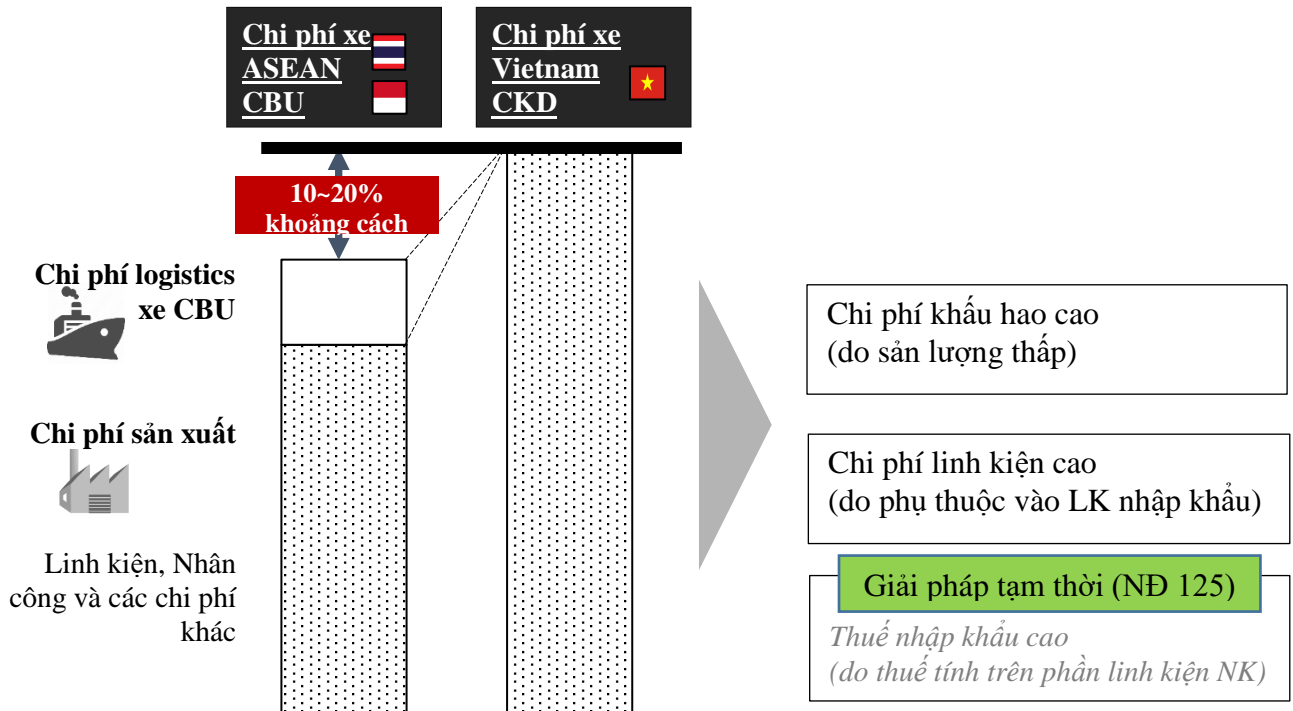 Chi phí xe
ASEAN
CBU
Chi phí xe
Vietnam
CKD
10~20%
khoảng cách
Chi phí logistics
xe CBU
Chi phí sản xuất
Linh kiện, Nhân
công và các chi phí
khác
Chi phí khấu hao cao
(do sản lượng thấp)
Chi phí linh kiện cao
(do phụ thuộc vào LK nhập khẩu)
Giải pháp tạm thời (NĐ 125)
Thuế nhập khẩu cao
(do thuế tính trên phần linh kiện NK)